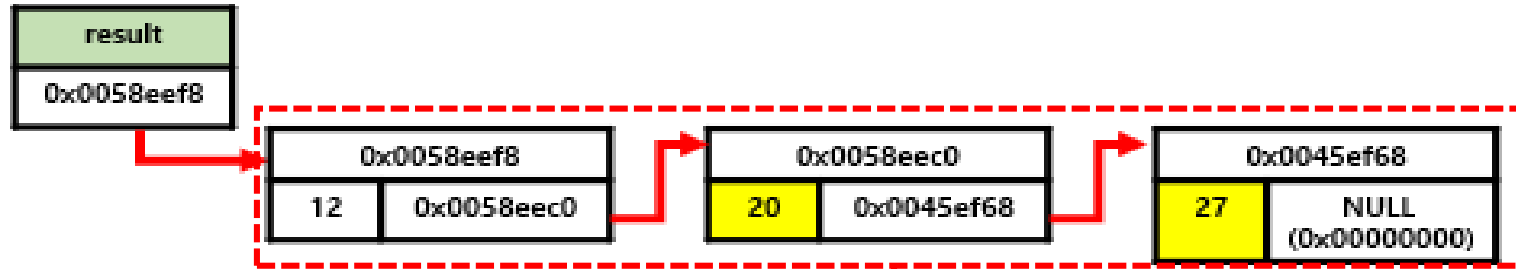 result
0x0058eef8
0x0058eef8
12 0x0058eec0
0x0058eec0
20 0x0045ef68
0x0045ef68
27 NULL
(0x00000000)